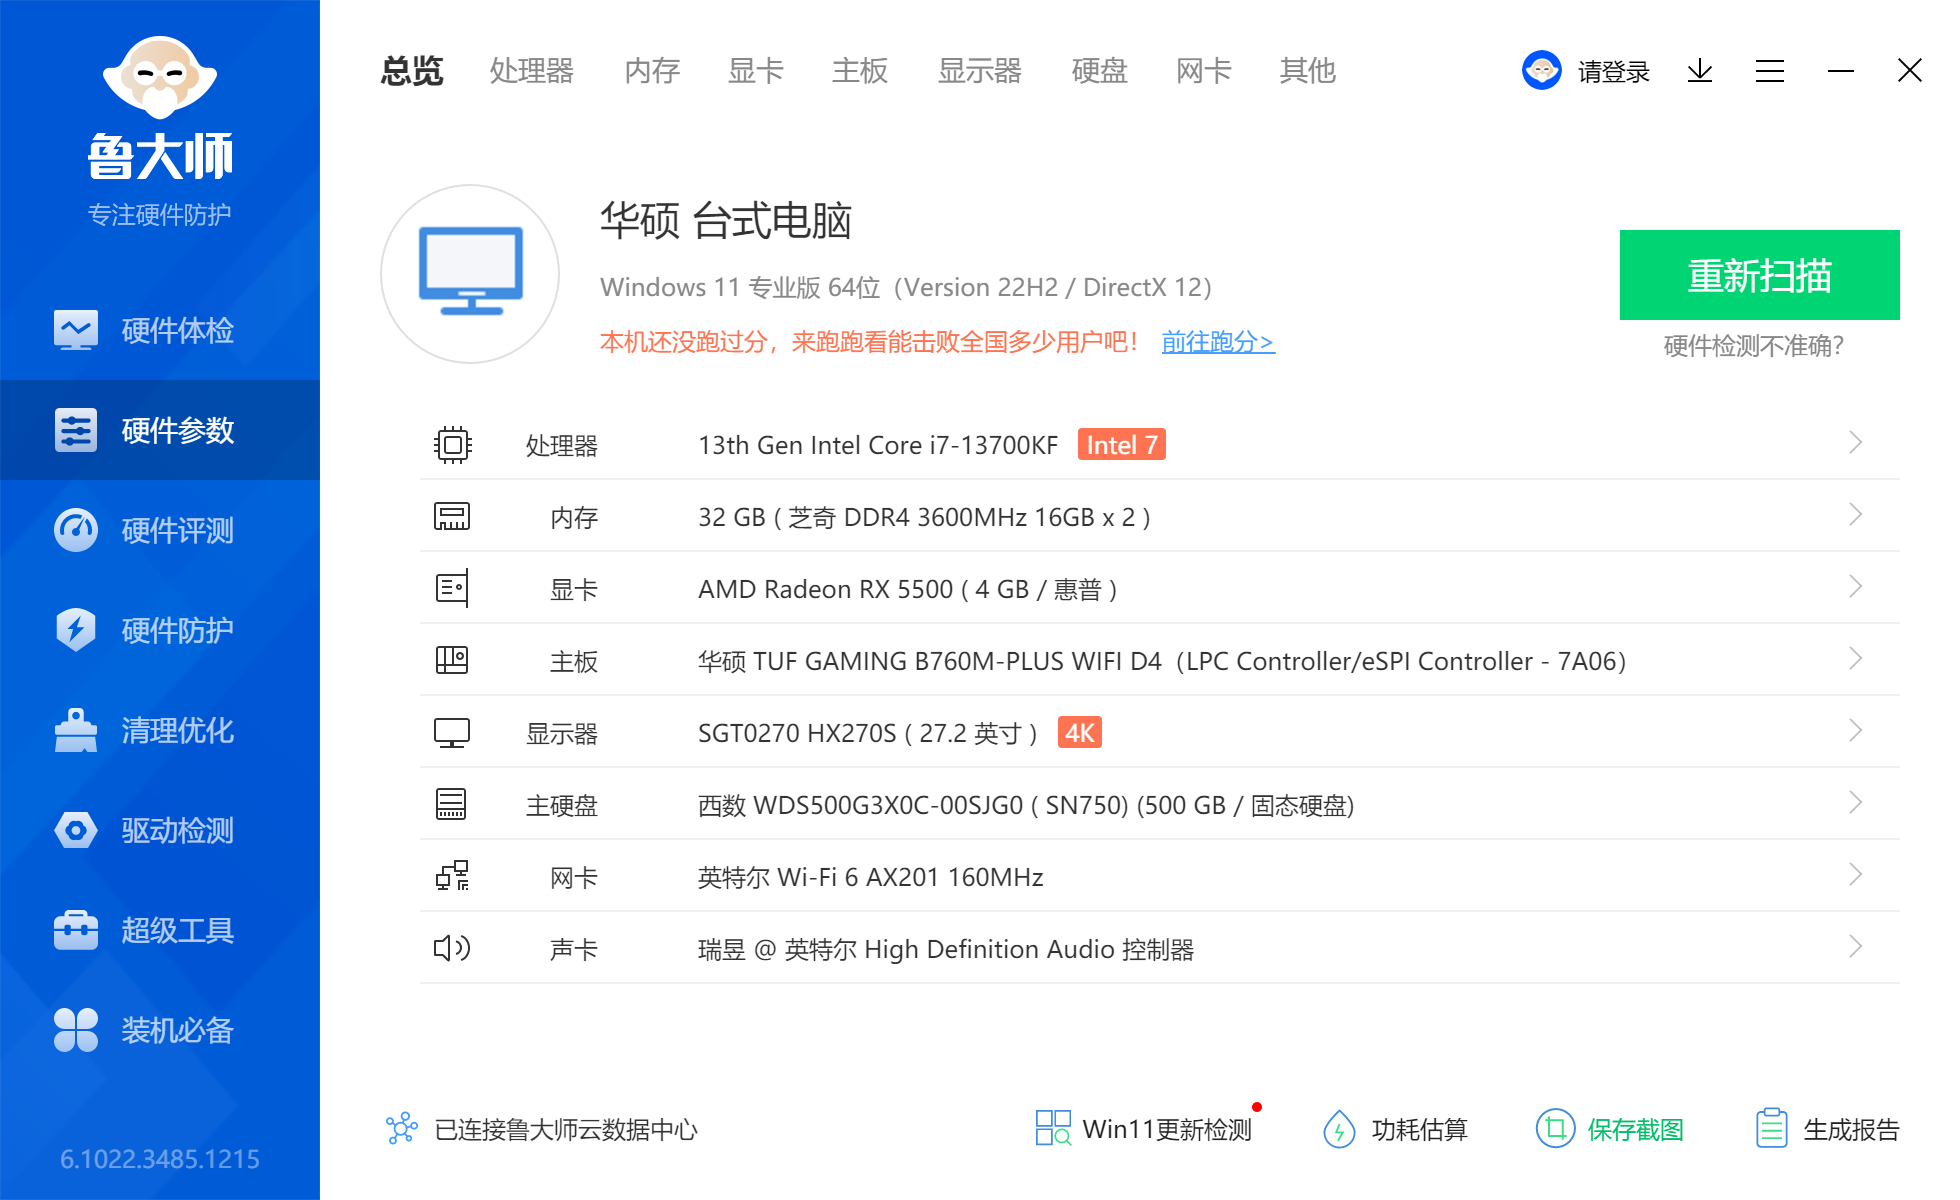 鲁大师
专注硬件防护
硬件体检
硬件参数
硬件评测
硬件防护
清理优化
驱动检测
超级工具
装机必备
6.1022.3485.1215
总览 处理器 内存 显卡 主板 显示器 硬盘 网卡 其他
请登录
华硕 台式电脑
Windows 11 专业版 64位（Version 22H2 / DirectX 12）
本机还没跑过分，来跑跑看能击败全国多少用户吧！ 前往跑分>
重新扫描
硬件检测不准确?
处理器 13th Gen Intel Core i7-13700KF Intel 7
内存 32 GB ( 芝奇 DDR4 3600MHz 16GB x 2 )
显卡 AMD Radeon RX 5500 ( 4 GB / 惠普 )
主板 华硕 TUF GAMING B760M-PLUS WIFI D4（LPC Controller/eSPI Controller - 7A06）
显示器 SGT0270 HX270S ( 27.2 英寸 ) 4K
主硬盘 西数 WDS500G3X0C-00SJG0 ( SN750) (500 GB / 固态硬盘)
网卡 英特尔 Wi-Fi 6 AX201 160MHz
声卡 瑞昱 @ 英特尔 High Definition Audio 控制器
已连接鲁大师云数据中心
Win11更新检测 功耗估算 保存截图 生成报告